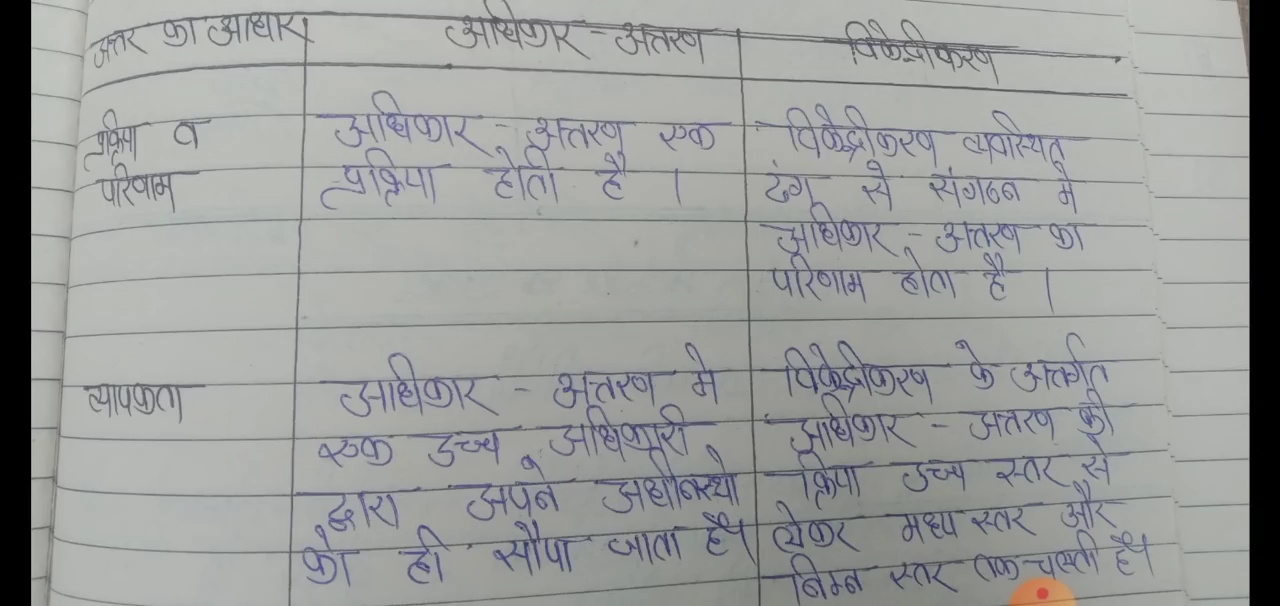 अन्तर का आधार अधिकार - अंतरण विकेंद्रीकरण
प्रक्रिया व अधिकार - अंतरण एक विकेंद्रीकरण व्यवस्थित
परिणाम प्रक्रिया होती है । ढंग से संगठन मे
अधिकार - अंतरण का
परिणाम होता है ।
व्यापकता अधिकार - अंतरण मे विकेंद्रीकरण के अंतर्गत
एक उच्च अधिकारी अधिकार - अंतरण की
द्वारा अपने अधीनस्थो क्रिया उच्च स्तर से
को ही सौपा जाता है। लेकर मध्य स्तर और
निम्न स्तर तक चलती है।